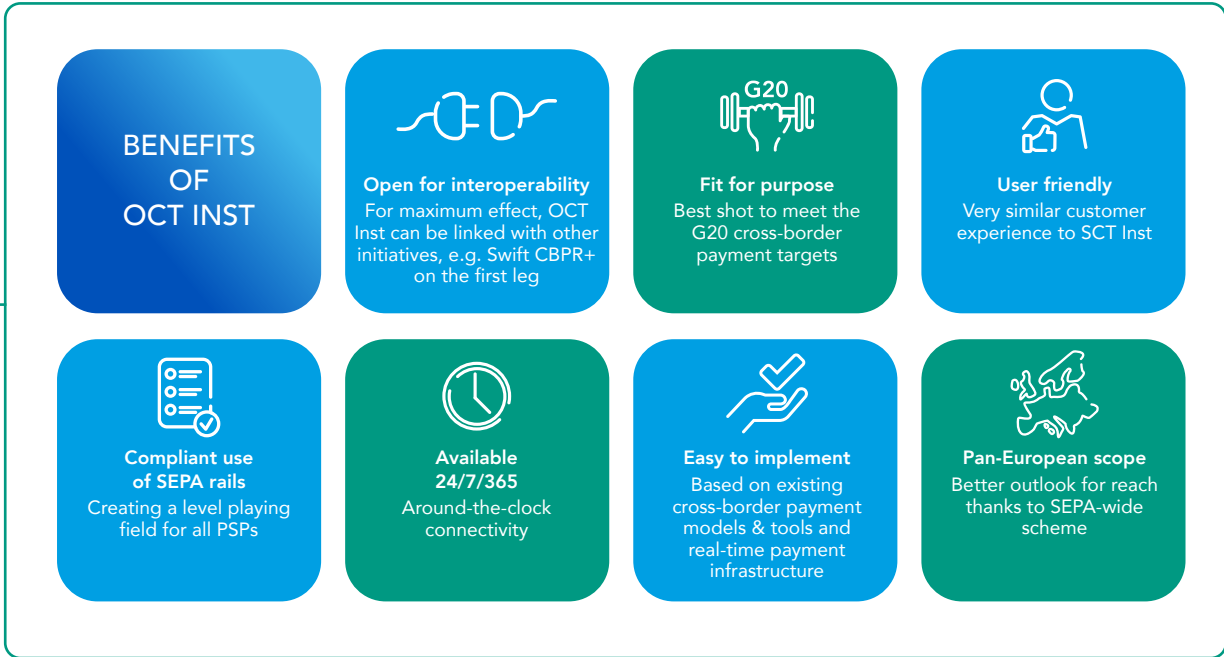 BENEFITS
OF
OCT INST
Open for interoperability
For maximum effect, OCT
Inst can be linked with other
initiatives, e.g. Swift CBPR+
on the first leg
G20
Fit for purpose
Best shot to meet the
G20 cross-border
payment targets
User friendly
Very similar customer
experience to SCT Inst
Compliant use
of SEPA rails
Creating a level playing
field for all PSPs
Available
24/7/365
Around-the-clock
connectivity
Easy to implement
Based on existing
cross-border payment
models & tools and
real-time payment
infrastructure
Pan-European scope
Better outlook for reach
thanks to SEPA-wide
scheme